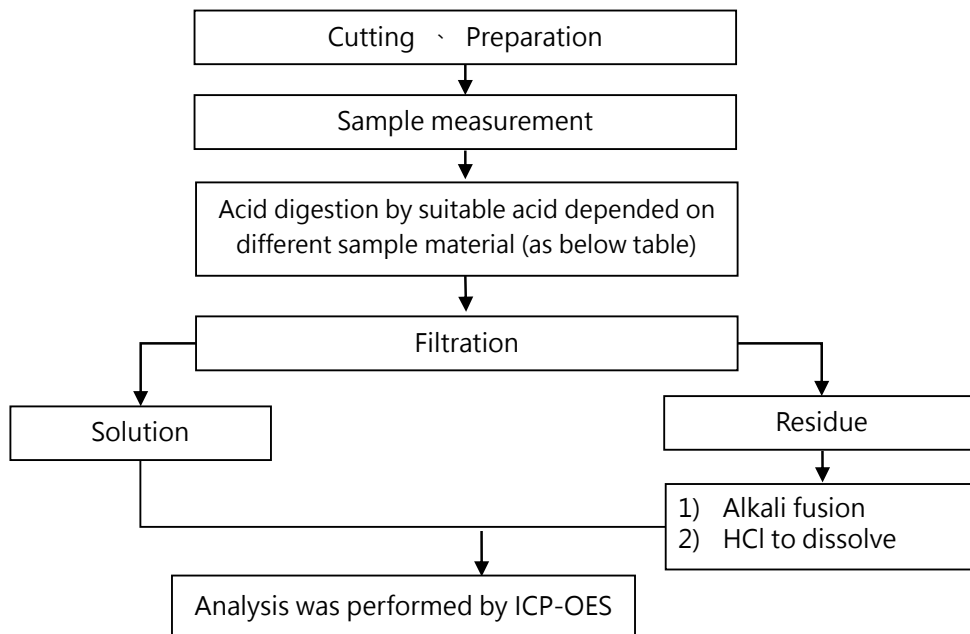 Cutting 、 Preparation
Sample measurement
Acid digestion by suitable acid depended on
different sample material (as below table)
Filtration
Solution
Residue
1) Alkali fusion
2) HCl to dissolve
Analysis was performed by ICP-OES